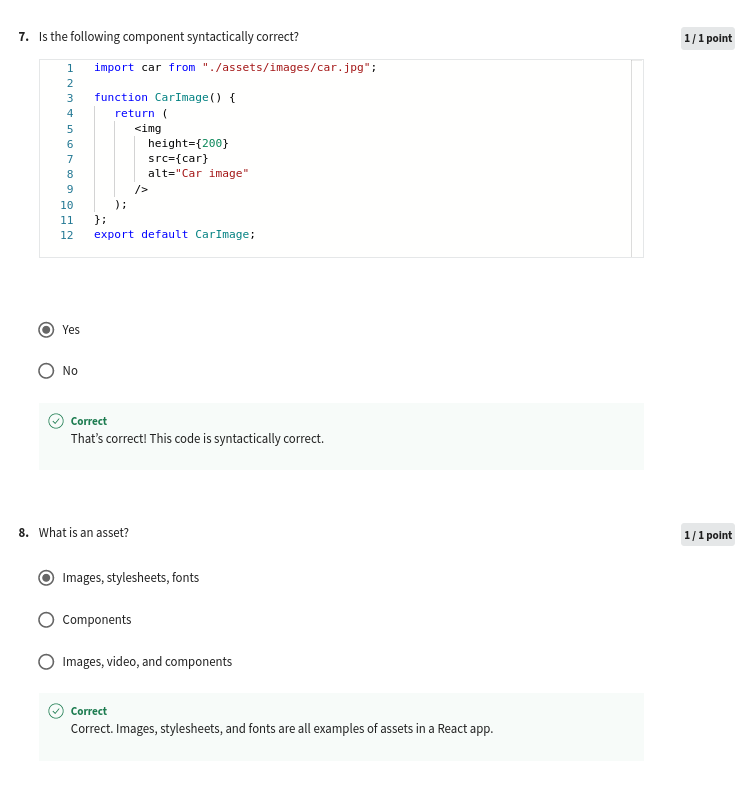 7. Is the following component syntactically correct?
1 / 1 point
1 import car from "./assets/images/car.jpg";
2
3 function CarImage() {
4 return (
5 <img
6 height={200}
7 src={car}
8 alt="Car image"
9 />
10 );
11 };
12 export default CarImage;
Yes
No
Correct
That’s correct! This code is syntactically correct.
8. What is an asset?
1 / 1 point
Images, stylesheets, fonts
Components
Images, video, and components
Correct
Correct. Images, stylesheets, and fonts are all examples of assets in a React app.